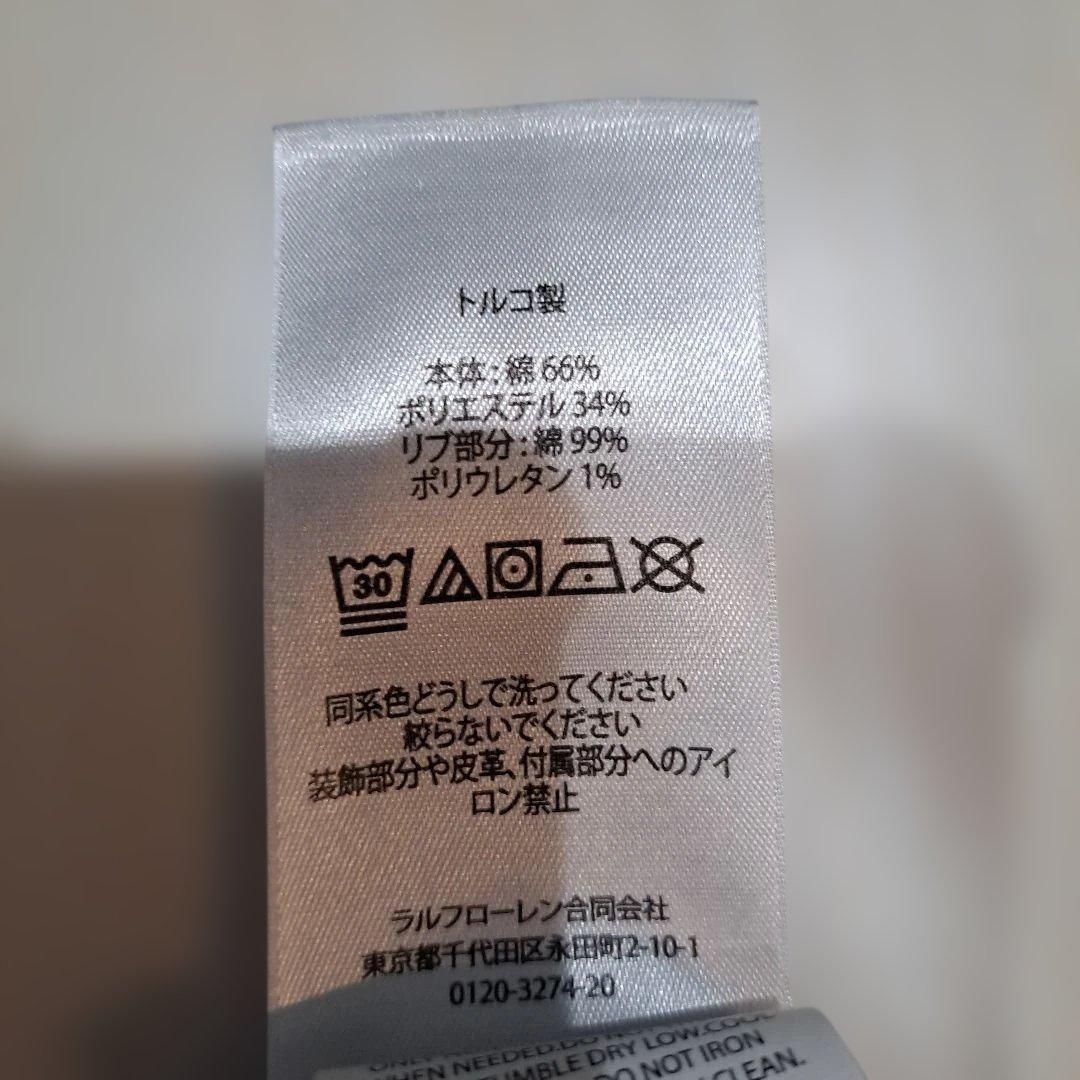 トルコ製
本体:綿 66%
ポリエステル 34%
リブ部分:綿 99%
ポリウレタン 1%
30
同系色どうしで洗ってください
絞らないでください
装飾部分や皮革、付属部分へのアイ
ロン禁止
ラルフローレン合同会社
東京都千代田区永田町2-10-1
0120-3274-20
WHEN NEEDED.DO NOT
LOW.COOL
TUMBLE DRY
DO NOT IRON
CLEAN.